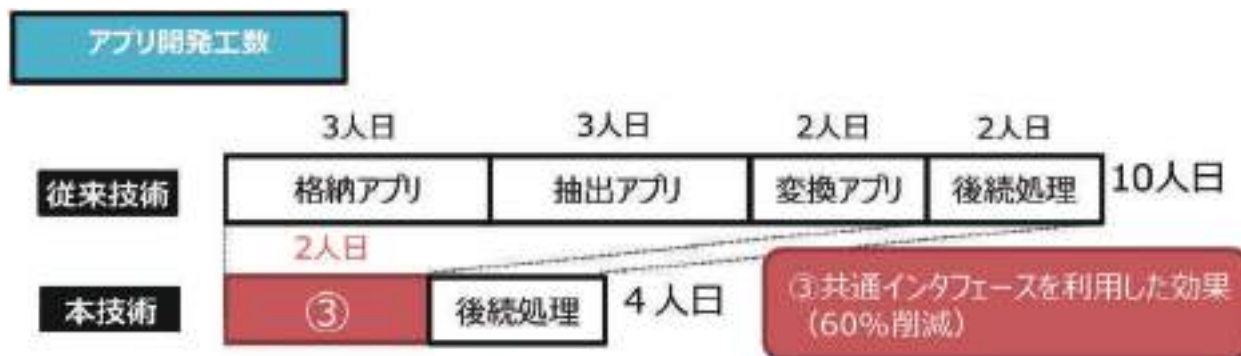 アプリ開発工数
3人日
3人日
2人日
2人日
従来技術
格納アプリ
抽出アプリ
変換アプリ
後続処理
10人日
2人日
本技術
③
後続処理
4人日
③共通インタフェースを利用した効果
（60%削減）